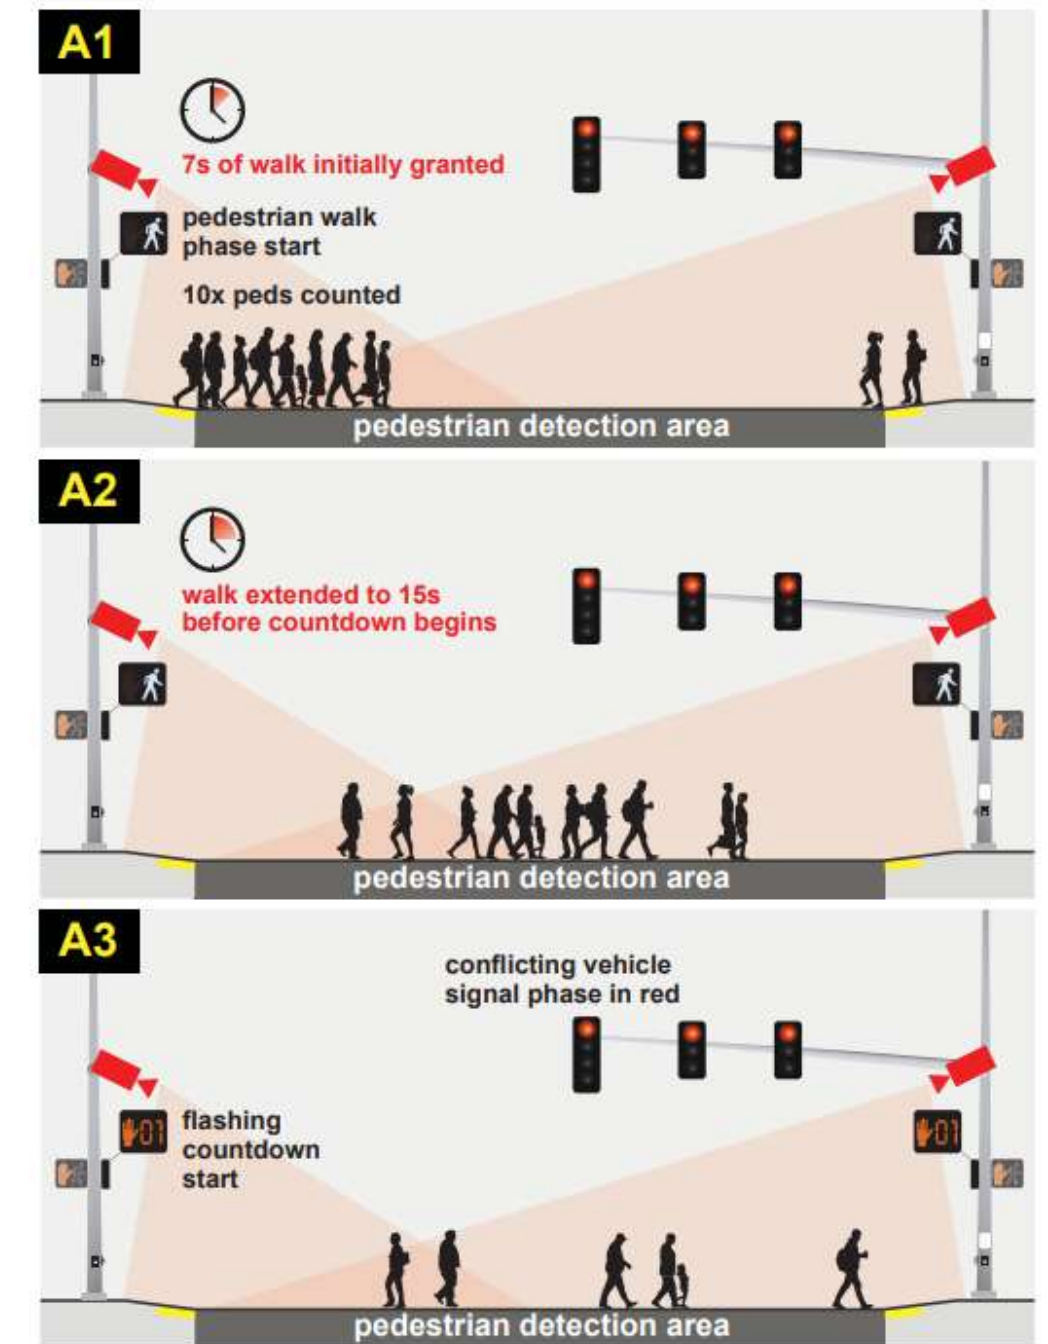 A1
7s of walk initially granted
pedestrian walk
phase start
10x peds counted
pedestrian detection area
A2
walk extended to 15s
before countdown begins
pedestrian detection area
A3
conflicting vehicle
signal phase in red
01
flashing
countdown
start
01
pedestrian detection area